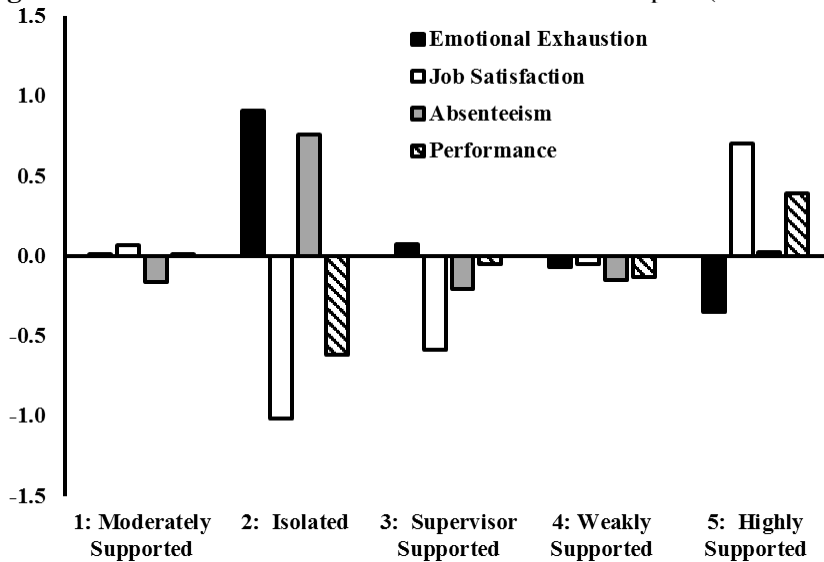 1.5
Emotional Exhaustion
Job Satisfaction
1.0
Absenteeism
Performance
0.5
0.0
-0.5
-1.0
-1.5
1: Moderately Supported
2: Isolated
3: Supervisor Supported
4: Weakly Supported
5: Highly Supported